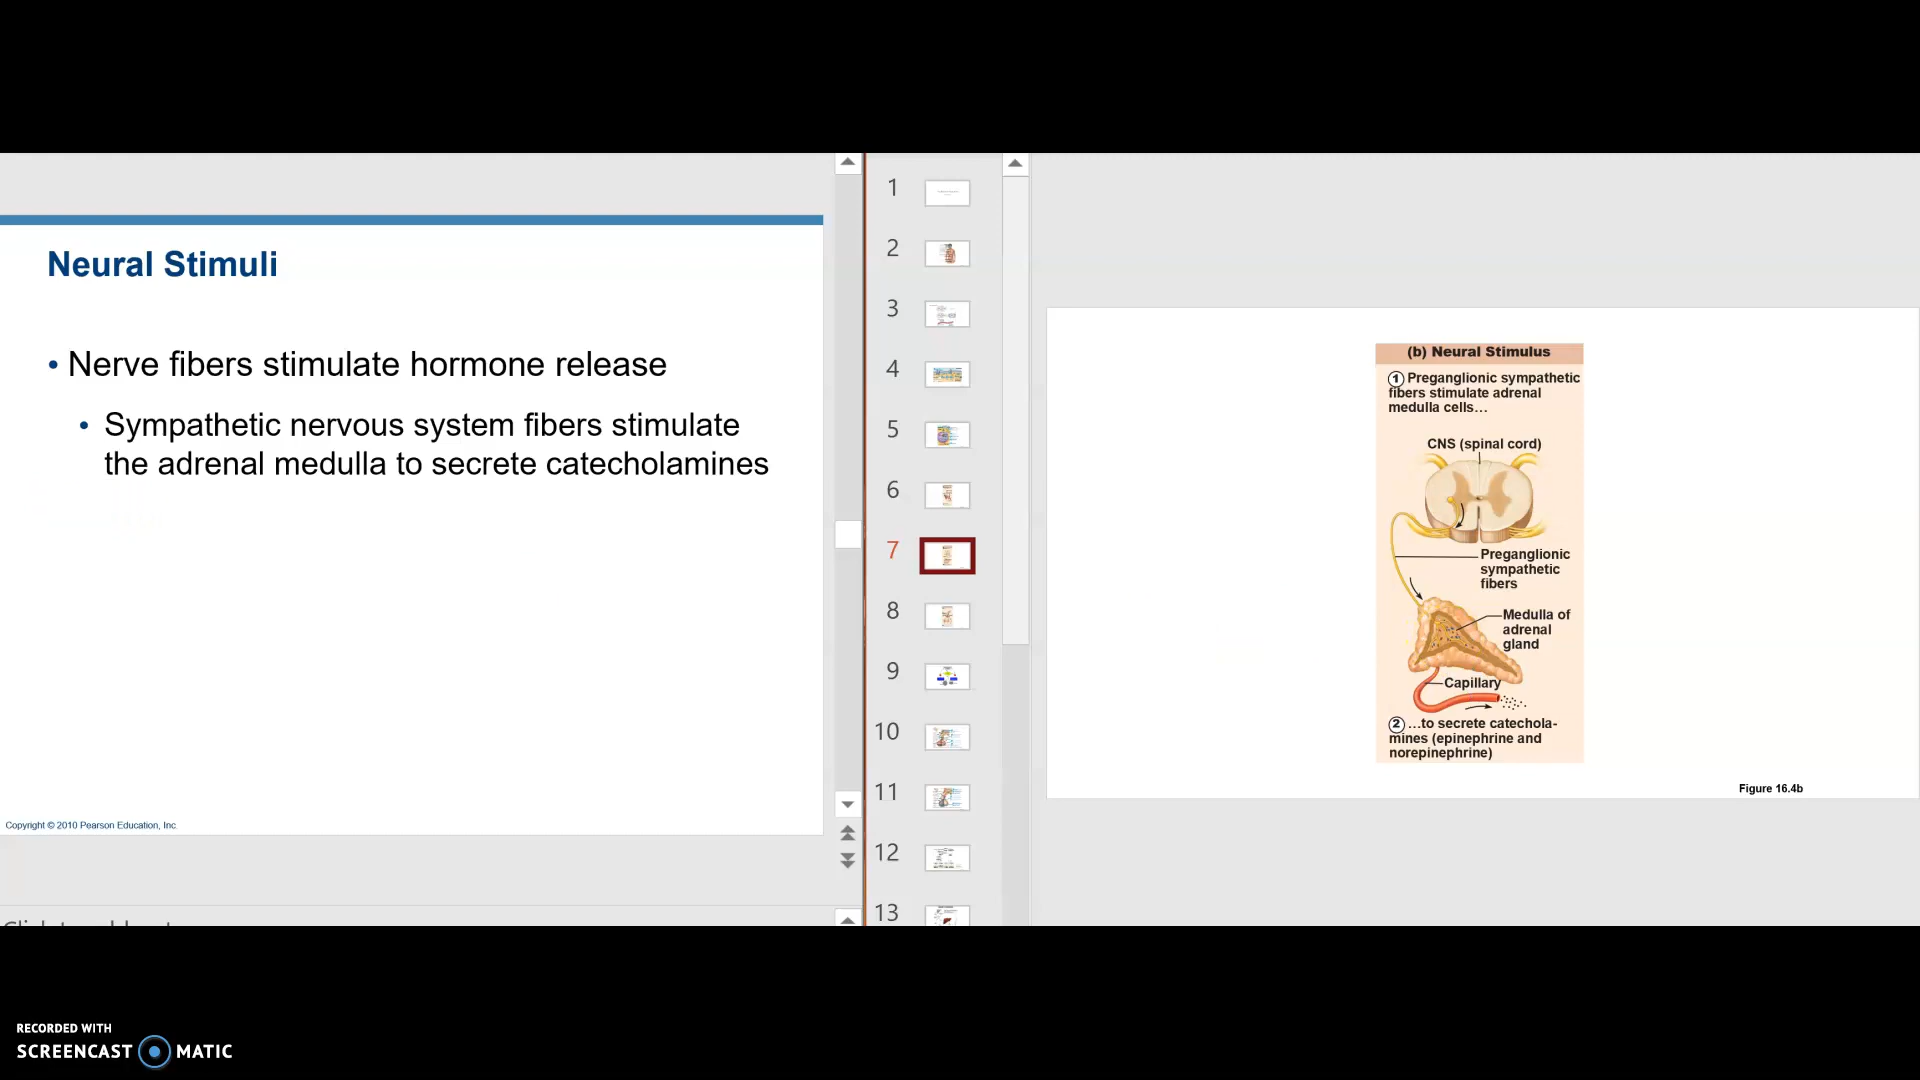 Neural Stimuli
• Nerve fibers stimulate hormone release
• Sympathetic nervous system fibers stimulate
the adrenal medulla to secrete catecholamines
Copyright © 2010 Pearson Education, Inc.
1
2
3
4
5
6
7
8
9
10
11
12
13
(b) Neural Stimulus
1 Preganglionic sympathetic
fibers stimulate adrenal
medulla cells…
CNS (spinal cord)
Preganglionic
sympathetic
fibers
Medulla of
adrenal
gland
Capillary
2 …to secrete catechola-
mines (epinephrine and
norepinephrine)
Figure 16.4b
RECORDED WITH
SCREENCAST MATIC